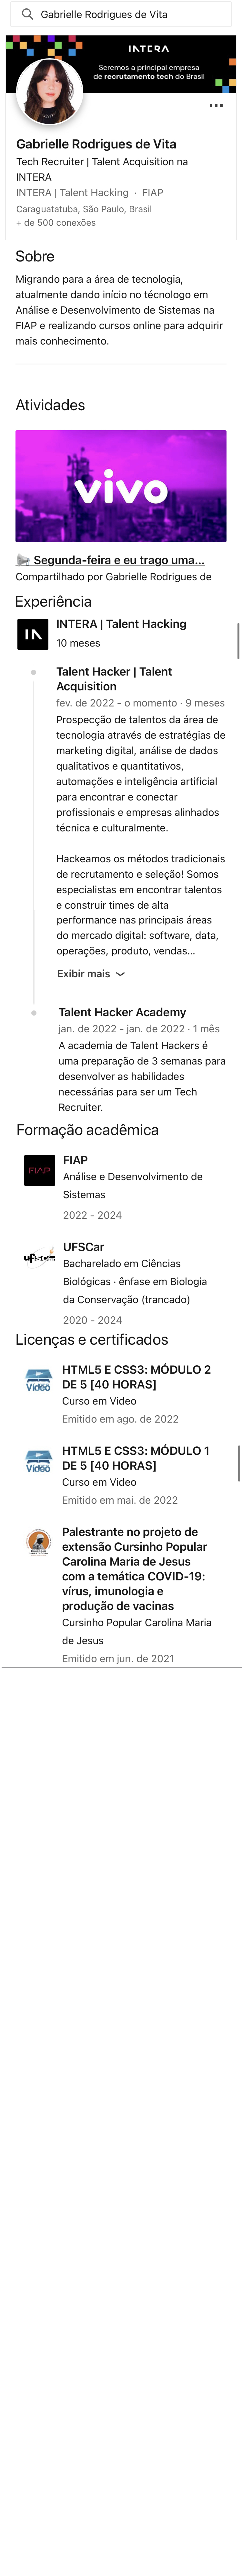 Gabrielle Rodrigues de Vita
INTERA
Seremos a principal empresa
de recrutamento tech do Brasil
Gabrielle Rodrigues de Vita
Tech Recruiter | Talent Acquisition na
INTERA
INTERA | Talent Hacking · FIAP
Caraguatatuba, São Paulo, Brasil
+ de 500 conexões
Sobre
Migrando para a área de tecnologia,
atualmente dando início no técnologo em
Análise e Desenvolvimento de Sistemas na
FIAP e realizando cursos online para adquirir
mais conhecimento.
Atividades
vivo
Segunda-feira e eu trago uma...
Compartilhado por Gabrielle Rodrigues de
Experiência
INTERA | Talent Hacking
10 meses
Talent Hacker | Talent
Acquisition
fev. de 2022 - o momento · 9 meses
Prospecção de talentos da área de
tecnologia através de estratégias de
marketing digital, análise de dados
qualitativos e quantitativos,
automações e inteligência artificial
para encontrar e conectar
profissionais e empresas alinhados
técnica e culturalmente.
Hackeamos os métodos tradicionais
de recrutamento e seleção! Somos
especialistas em encontrar talentos
e construir times de alta
performance nas principais áreas
do mercado digital: software, data,
operações, produto, vendas...
Exibir mais
Talent Hacker Academy
jan. de 2022 - jan. de 2022 · 1 mês
A academia de Talent Hackers é
uma preparação de 3 semanas para
desenvolver as habilidades
necessárias para ser um Tech
Recruiter.
Formação acadêmica
FIAP
FIAP
Análise e Desenvolvimento de
Sistemas
2022 - 2024
UFSCar
Bacharelado em Ciências
Biológicas · ênfase em Biologia
da Conservação (trancado)
2020 - 2024
Licenças e certificados
HTML5 E CSS3: MÓDULO 2
DE 5 [40 HORAS]
Curso em Video
Emitido em ago. de 2022
HTML5 E CSS3: MÓDULO 1
DE 5 [40 HORAS]
Curso em Video
Emitido em mai. de 2022
Palestrante no projeto de
extensão Cursinho Popular
Carolina Maria de Jesus
com a temática COVID-19:
vírus, imunologia e
produção de vacinas
Cursinho Popular Carolina Maria
de Jesus
Emitido em jun. de 2021